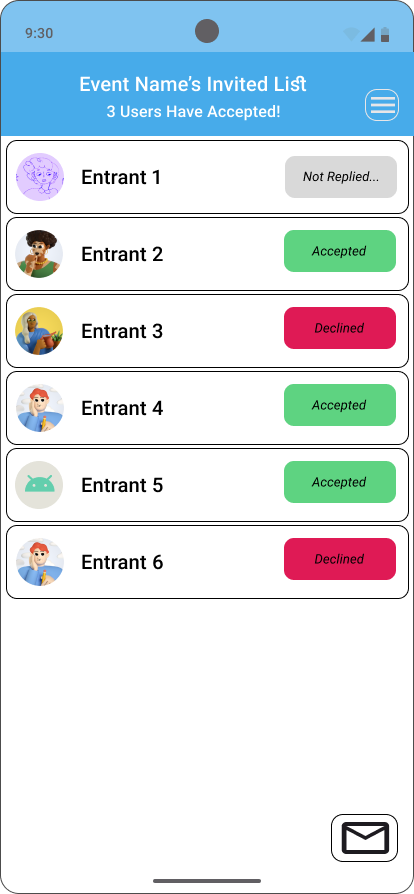 9:30
Event Name's Invited List
3 Users Have Accepted!
Entrant 1
Not Replied...
Entrant 2
Accepted
Entrant 3
Declined
Entrant 4
Accepted
Entrant 5
Accepted
Entrant 6
Declined